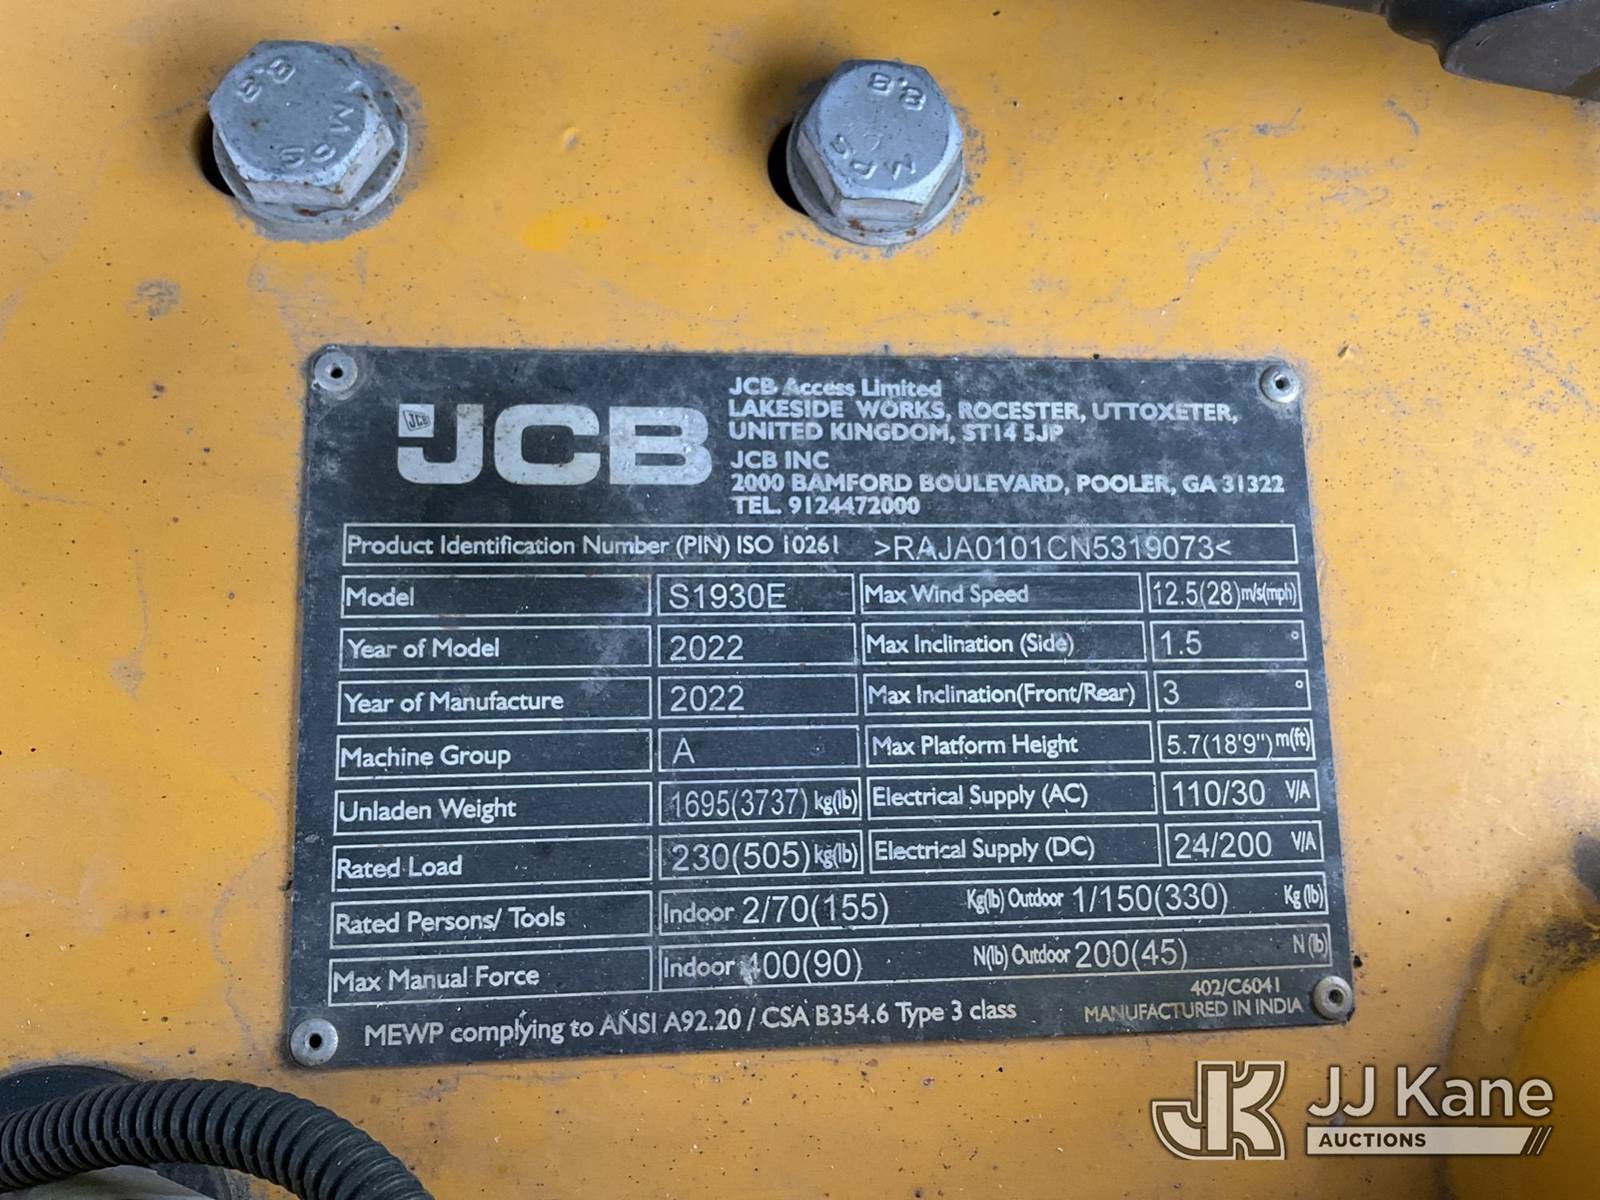 8.8
MGSS
8.8
MPG
JCB
JCB
JCB Access Limited
LAKESIDE WORKS, ROCESTER, UTTOXETER,
UNITED KINGDOM, ST14 5JP
JCB INC
2000 BAMFORD BOULEVARD, POOLER, GA 31322
TEL. 9124472000
Product Identification Number (PIN) ISO 10261 >RAJA0101CN5319073<
Model S1930E Max Wind Speed 12.5(28)m/s(mph)
Year of Model 2022 Max Inclination (Side) 1.5 °
Year of Manufacture 2022 Max Inclination(Front/Rear) 3 °
Machine Group A Max Platform Height 5.7(18'9")m(ft)
Unladen Weight 1695(3737) kg(lb) Electrical Supply (AC) 110/30 V/A
Rated Load 230(505)kg(lb) Electrical Supply (DC) 24/200 V/A
Rated Persons/ Tools Indoor 2/70(155) Kg(lb) Outdoor 1/150(330) Kg (lb)
Max Manual Force Indoor 400(90) N(lb) Outdoor 200(45) N (lb)
402/C6041
MEWP complying to ANSI A92.20 / CSA B354.6 Type 3 class MANUFACTURED IN INDIA
JK JJ Kane
AUCTIONS